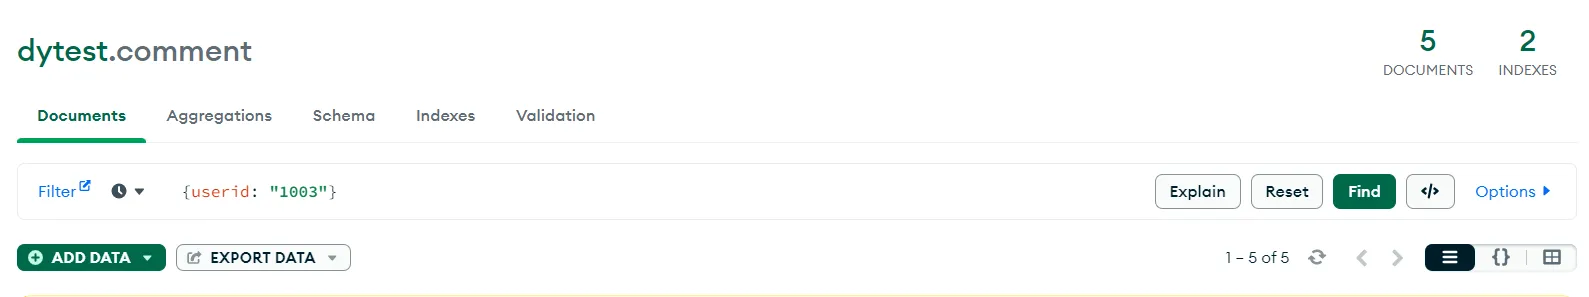 dytest.comment
5
DOCUMENTS
2
INDEXES
Documents Aggregations Schema Indexes Validation
Filter {userid: "1003"} Explain Reset Find </> Options
ADD DATA EXPORT DATA 1 – 5 of 5 {}